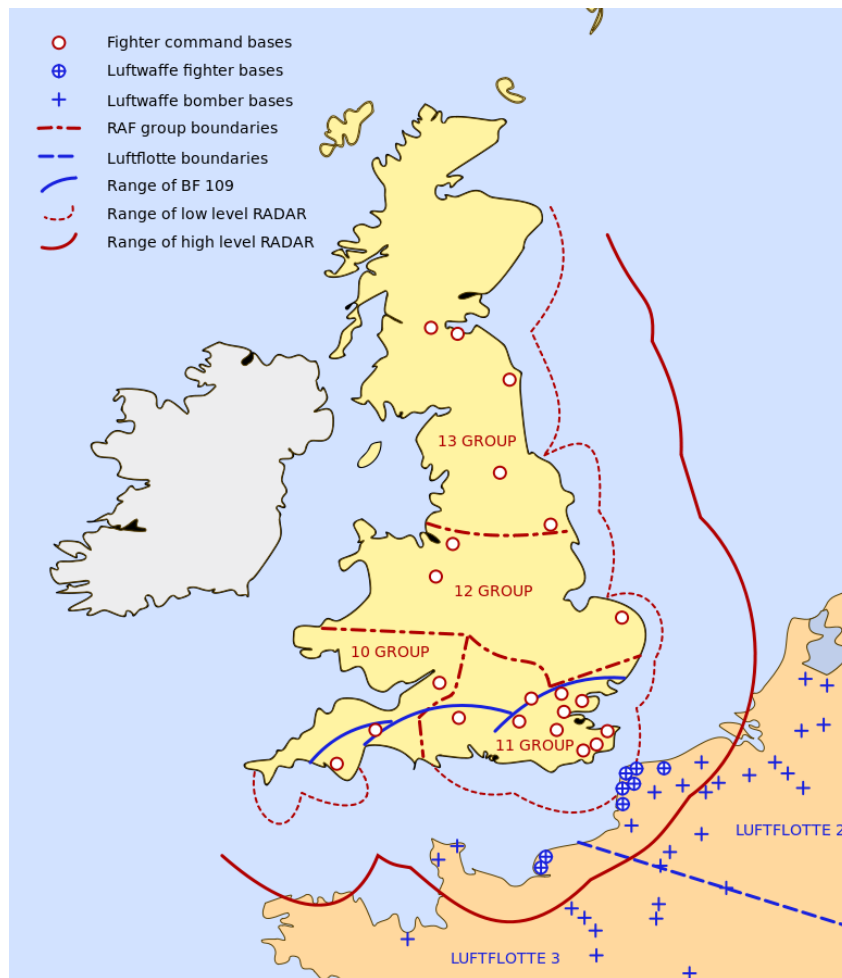 Fighter command bases
Luftwaffe fighter bases
Luftwaffe bomber bases
RAF group boundaries
Luftflotte boundaries
Range of BF 109
Range of low level RADAR
Range of high level RADAR
13 GROUP
12 GROUP
10 GROUP
11 GROUP
LUFTFLOTTE 2
LUFTFLOTTE 3